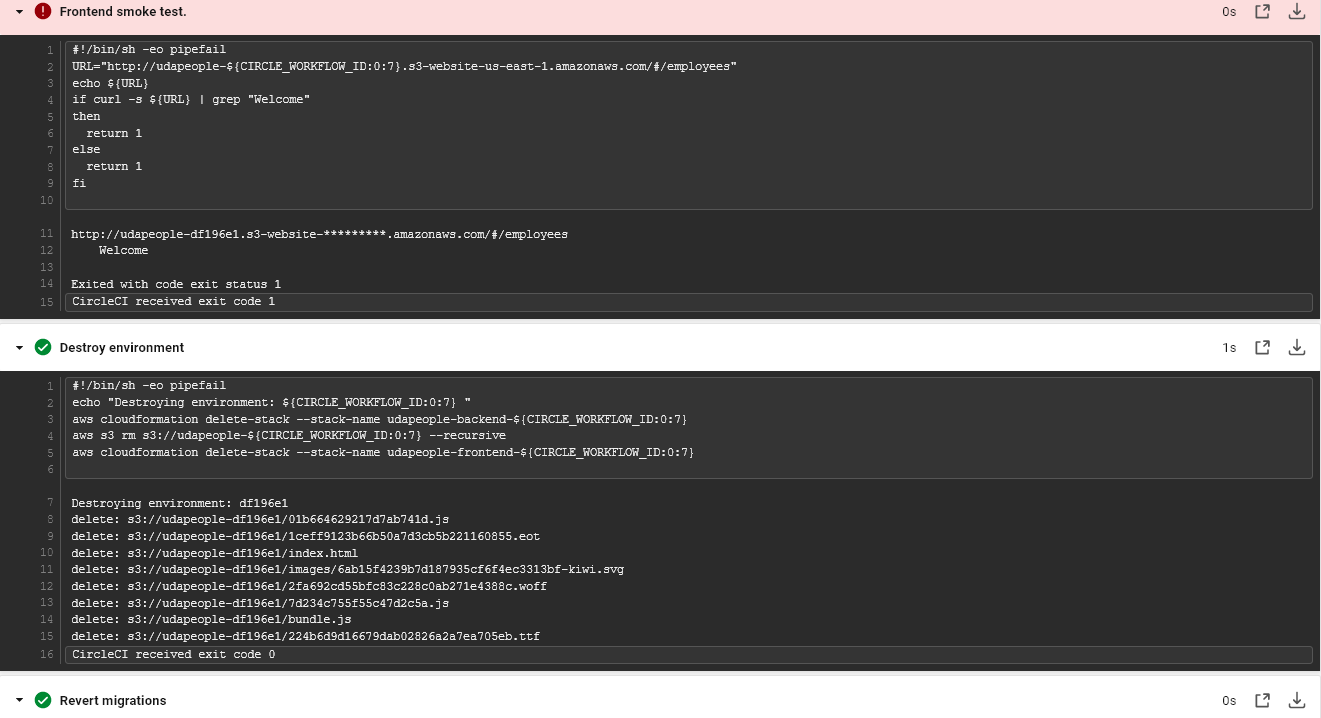 Frontend smoke test.
0s
1 #!/bin/sh -eo pipefail
2 URL="http://udapeople-${CIRCLE_WORKFLOW_ID:0:7}.s3-website-us-east-1.amazonaws.com/#/employees"
3 echo ${URL}
4 if curl -s ${URL} | grep "Welcome"
5 then
6   return 1
7 else
8   return 1
9 fi
10
11 http://udapeople-df196e1.s3-website-*********.amazonaws.com/#/employees
12     Welcome
13
14 Exited with code exit status 1
15 CircleCI received exit code 1
Destroy environment
1s
1 #!/bin/sh -eo pipefail
2 echo "Destroying environment: ${CIRCLE_WORKFLOW_ID:0:7} "
3 aws cloudformation delete-stack --stack-name udapeople-backend-${CIRCLE_WORKFLOW_ID:0:7}
4 aws s3 rm s3://udapeople-${CIRCLE_WORKFLOW_ID:0:7} --recursive
5 aws cloudformation delete-stack --stack-name udapeople-frontend-${CIRCLE_WORKFLOW_ID:0:7}
6
7 Destroying environment: df196e1
8 delete: s3://udapeople-df196e1/01b664629217d7ab741d.js
9 delete: s3://udapeople-df196e1/1ceff9123b66b50a7d3cb5b221160855.eot
10 delete: s3://udapeople-df196e1/index.html
11 delete: s3://udapeople-df196e1/images/6ab15f4239b7d187935cf6f4ec3313bf-kiwi.svg
12 delete: s3://udapeople-df196e1/2fa692cd55bfc83c228c0ab271e4388c.woff
13 delete: s3://udapeople-df196e1/7d234c755f55c47d2c5a.js
14 delete: s3://udapeople-df196e1/bundle.js
15 delete: s3://udapeople-df196e1/224b6d9d16679dab02826a2a7ea705eb.ttf
16 CircleCI received exit code 0
Revert migrations
0s